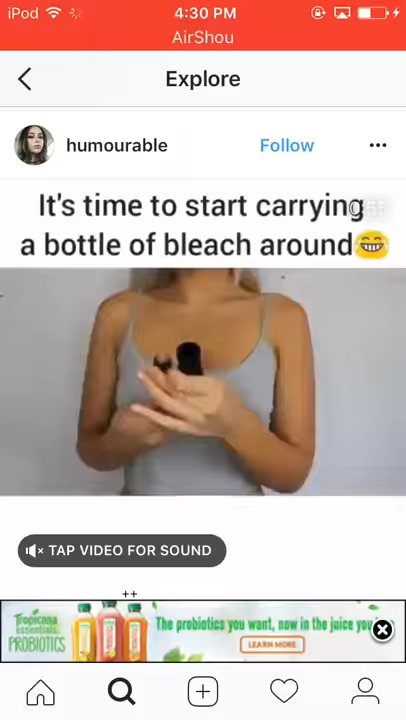 iPod 4:30 PM
AirShou
Explore
humourable Follow
It's time to start carrying
a bottle of bleach around😁
TAP VIDEO FOR SOUND
++
Tropicana
essentials
PROBIOTICS
The probiotics you want, now in the juice you
LEARN MORE